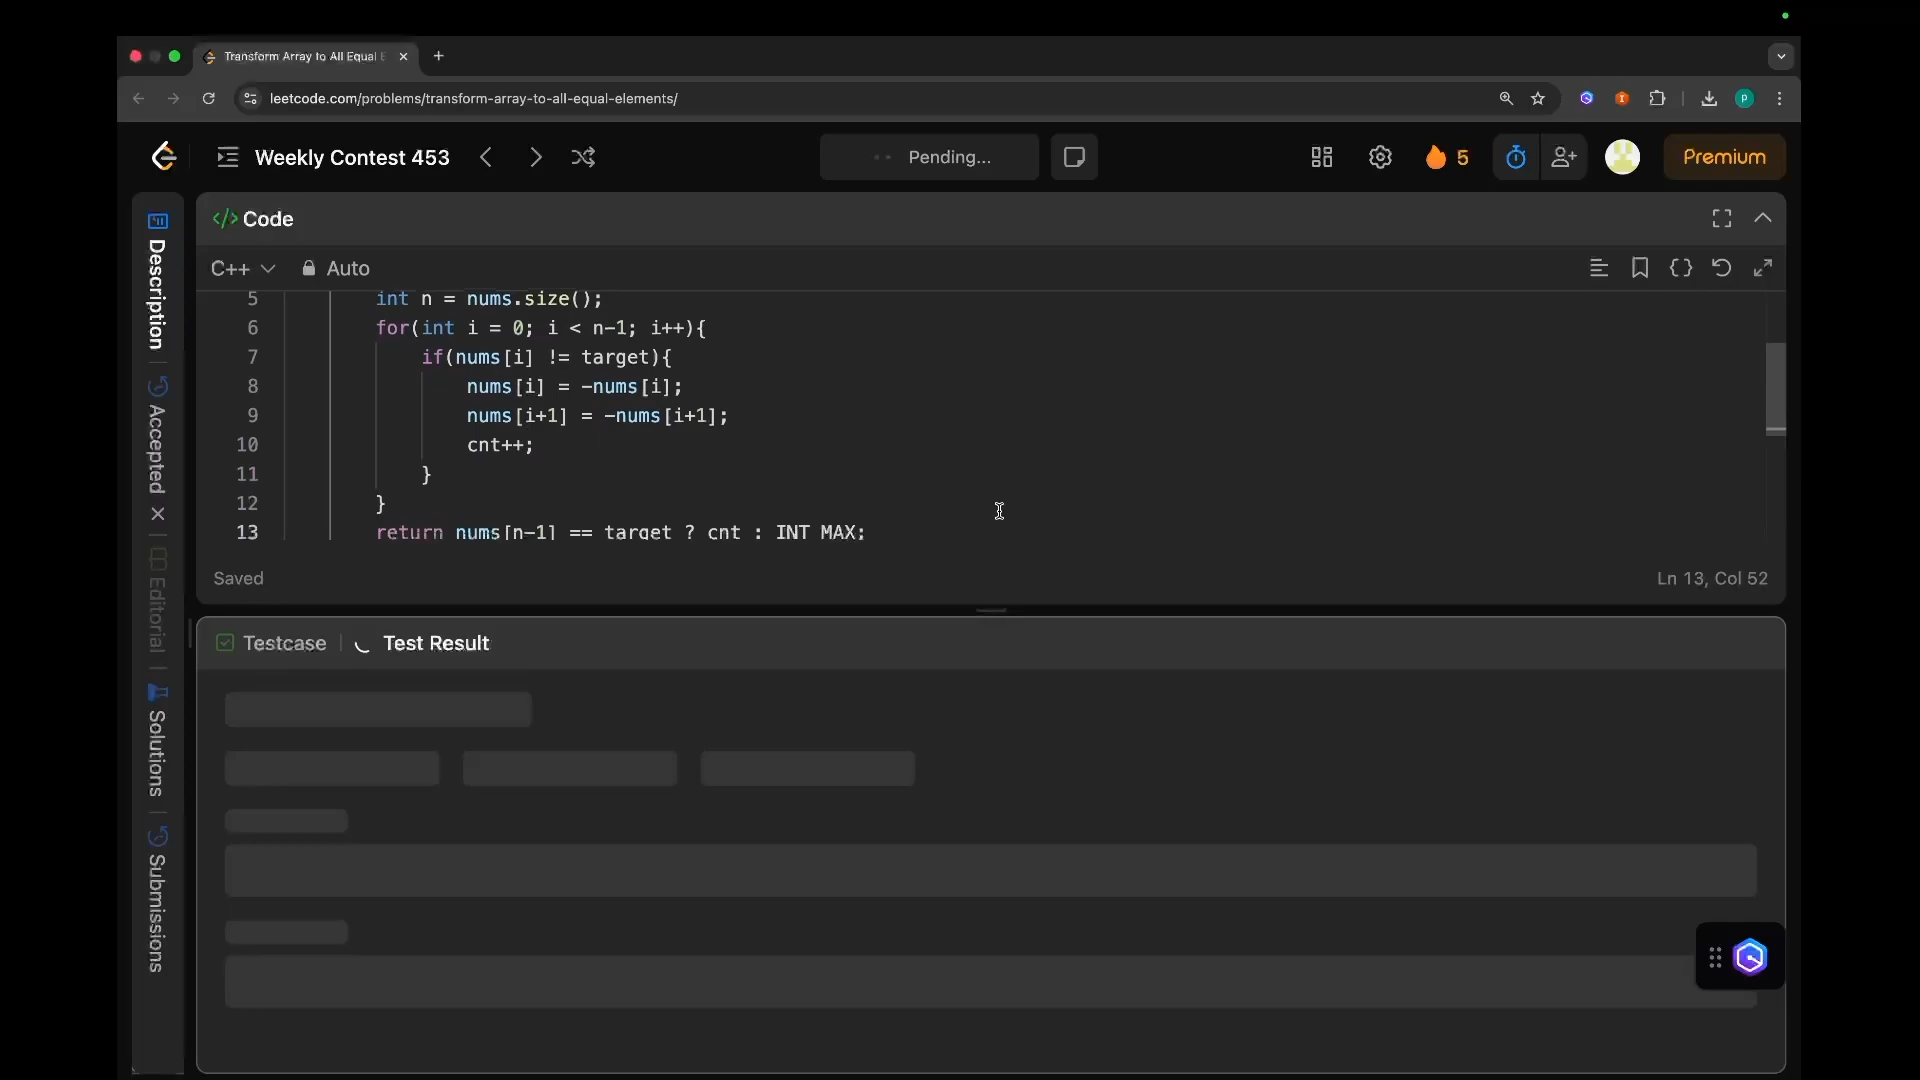 Transform Array to All Equal E
leetcode.com/problems/transform-array-to-all-equal-elements/
P
Weekly Contest 453
Pending...
5
Premium
Description
Accepted
Editorial
Solutions
Submissions
</> Code
C++
Auto
5 int n = nums.size();
6 for(int i = 0; i < n-1; i++){
7 if(nums[i] != target){
8 nums[i] = -nums[i];
9 nums[i+1] = -nums[i+1];
10 cnt++;
11 }
12 }
13 return nums[n-1] == target ? cnt : INT_MAX;
Saved
Ln 13, Col 52
Testcase
Test Result